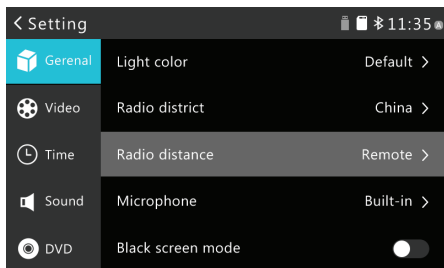 Setting
11:35
Gerenal
Light color
Default
Video
Radio district
China
Time
Radio distance
Remote
Sound
Microphone
Built-in
DVD
Black screen mode